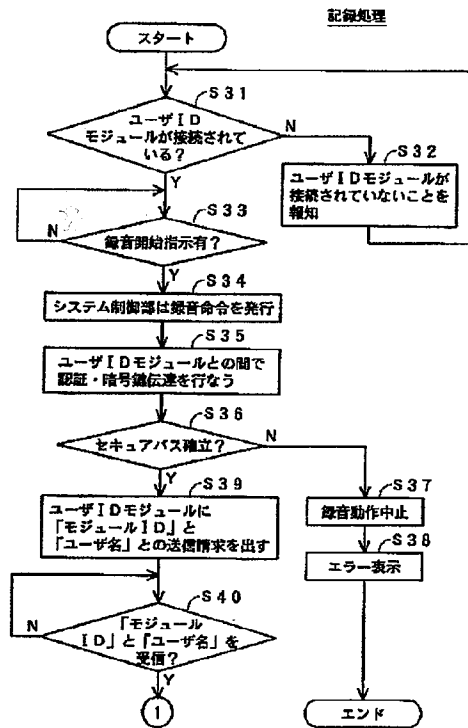 記録処理
スタート
S31
ユーザID
モジュールが接続されて
いる?
N
Y
S32
ユーザIDモジュールが
接続されていないことを
報知
S33
録音開始指示有?
N
Y
S34
システム制御部は録音命令を発行
S35
ユーザIDモジュールとの間で
認証・暗号鍵伝達を行なう
S36
セキュアパス確立?
N
Y
S37
録音動作中止
S38
エラー表示
S39
ユーザIDモジュールに
「モジュールID」と
「ユーザ名」との送信請求を出す
S40
「モジュール
ID」と「ユーザ名」を
受信?
N
Y
1
エンド